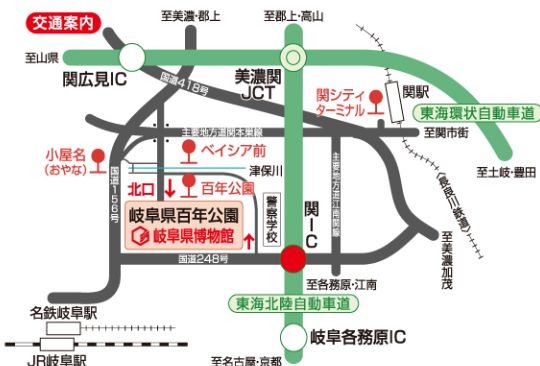 交通案内
至美濃・郡上
至郡上・高山
至山県
関広見IC
国道418号
美濃関
JCT
関駅
関シティ
ターミナル
東海環状自動車道
主要地方道関本巣線
至関市街
小屋名
(おやな)
ベイシア前
津保川
至土岐・豊田
国道156号
北口
百年公園
警察学校
関IC
主要地方道江南関線
《長良川鉄道》
岐阜県百年公園
岐阜県博物館
国道248号
至美濃加茂
至各務原・江南
名鉄岐阜駅
東海北陸自動車道
岐阜各務原IC
JR岐阜駅
至名古屋・京都